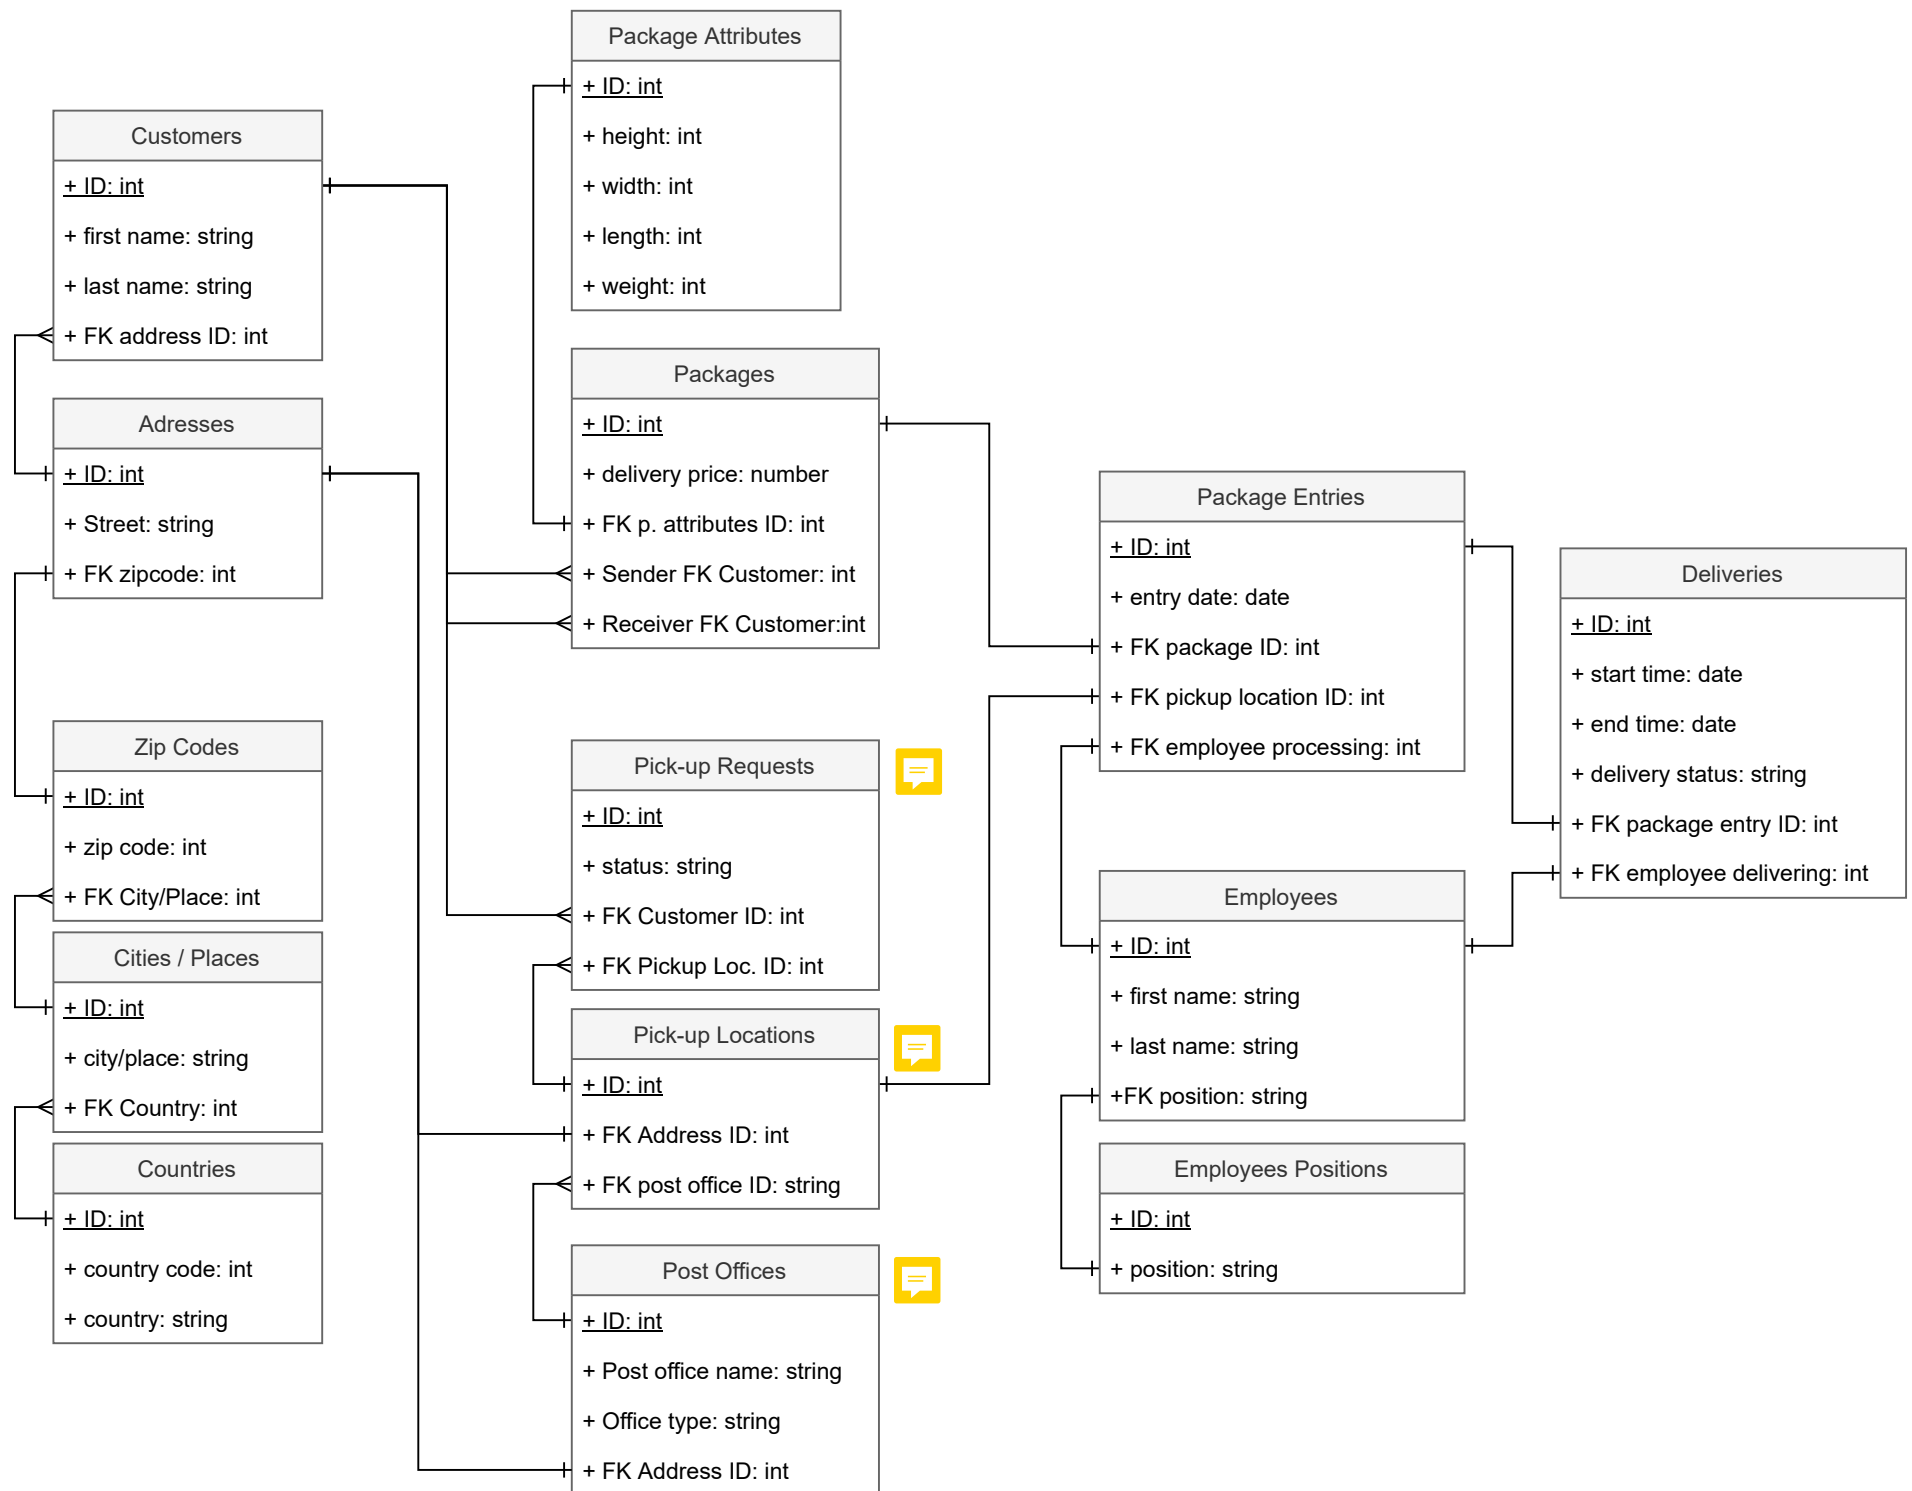 Package Attributes
+ ID: int
+ height: int
+ width: int
+ length: int
+ weight: int
Customers
+ ID: int
+ first name: string
+ last name: string
+ FK address ID: int
Adresses
+ ID: int
+ Street: string
+ FK zipcode: int
Zip Codes
+ ID: int
+ zip code: int
+ FK City/Place: int
Cities / Places
+ ID: int
+ city/place: string
+ FK Country: int
Countries
+ ID: int
+ country code: int
+ country: string
Packages
+ ID: int
+ delivery price: number
+ FK p. attributes ID: int
+ Sender FK Customer: int
+ Receiver FK Customer:int
Pick-up Requests
+ ID: int
+ status: string
+ FK Customer ID: int
+ FK Pickup Loc. ID: int
Pick-up Locations
+ ID: int
+ FK Address ID: int
+ FK post office ID: string
Post Offices
+ ID: int
+ Post office name: string
+ Office type: string
+ FK Address ID: int
Package Entries
+ ID: int
+ entry date: date
+ FK package ID: int
+ FK pickup location ID: int
+ FK employee processing: int
Employees
+ ID: int
+ first name: string
+ last name: string
+FK position: string
Employees Positions
+ ID: int
+ position: string
Deliveries
+ ID: int
+ start time: date
+ end time: date
+ delivery status: string
+ FK package entry ID: int
+ FK employee delivering: int